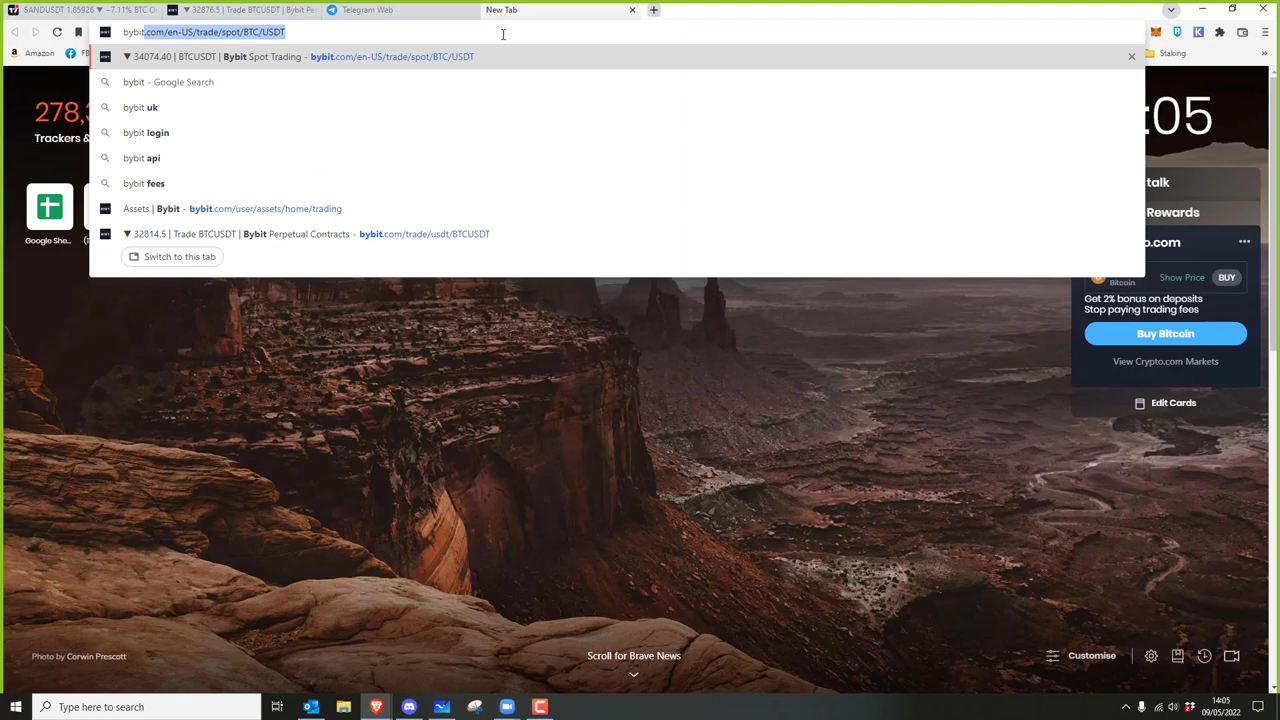 SANDUSDT 1.85926 ▼ −7.11% BTC Cr
▼ 32876.5 | Trade BTCUSDT | Bybit Per
Telegram Web
New Tab
bybit.com/en-US/trade/spot/BTC/USDT
▼ 34074.40 | BTCUSDT | Bybit Spot Trading - bybit.com/en-US/trade/spot/BTC/USDT
bybit - Google Search
bybit uk
bybit login
bybit api
bybit fees
Assets | Bybit - bybit.com/user/assets/home/trading
▼ 32814.5 | Trade BTCUSDT | Bybit Perpetual Contracts - bybit.com/trade/usdt/BTCUSDT
Switch to this tab
Amazon
FB
Staking
278,
Trackers &
:05
Google She...
talk
Rewards
o.com
Bitcoin
Show Price
BUY
Get 2% bonus on deposits
Stop paying trading fees
Buy Bitcoin
View Crypto.com Markets
Edit Cards
Photo by Corwin Prescott
Scroll for Brave News
Customise
Type here to search
14:05
09/05/2022